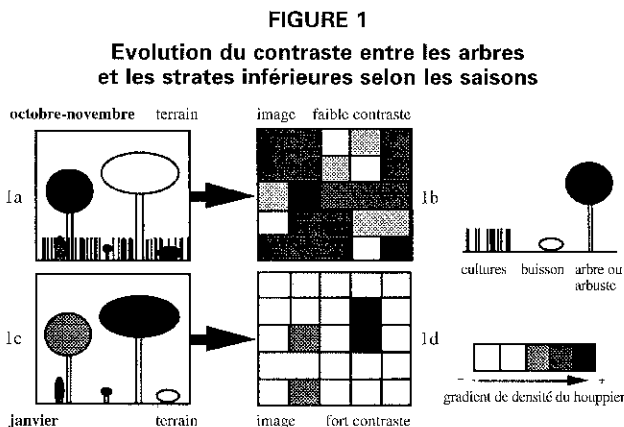 FIGURE 1
Evolution du contraste entre les arbres
et les strates inférieures selon les saisons
octobre-novembre terrain image faible contraste
1a 1b
cultures buisson arbre ou
arbuste
1c 1d
- +
gradient de densité du houppier
janvier terrain image fort contraste